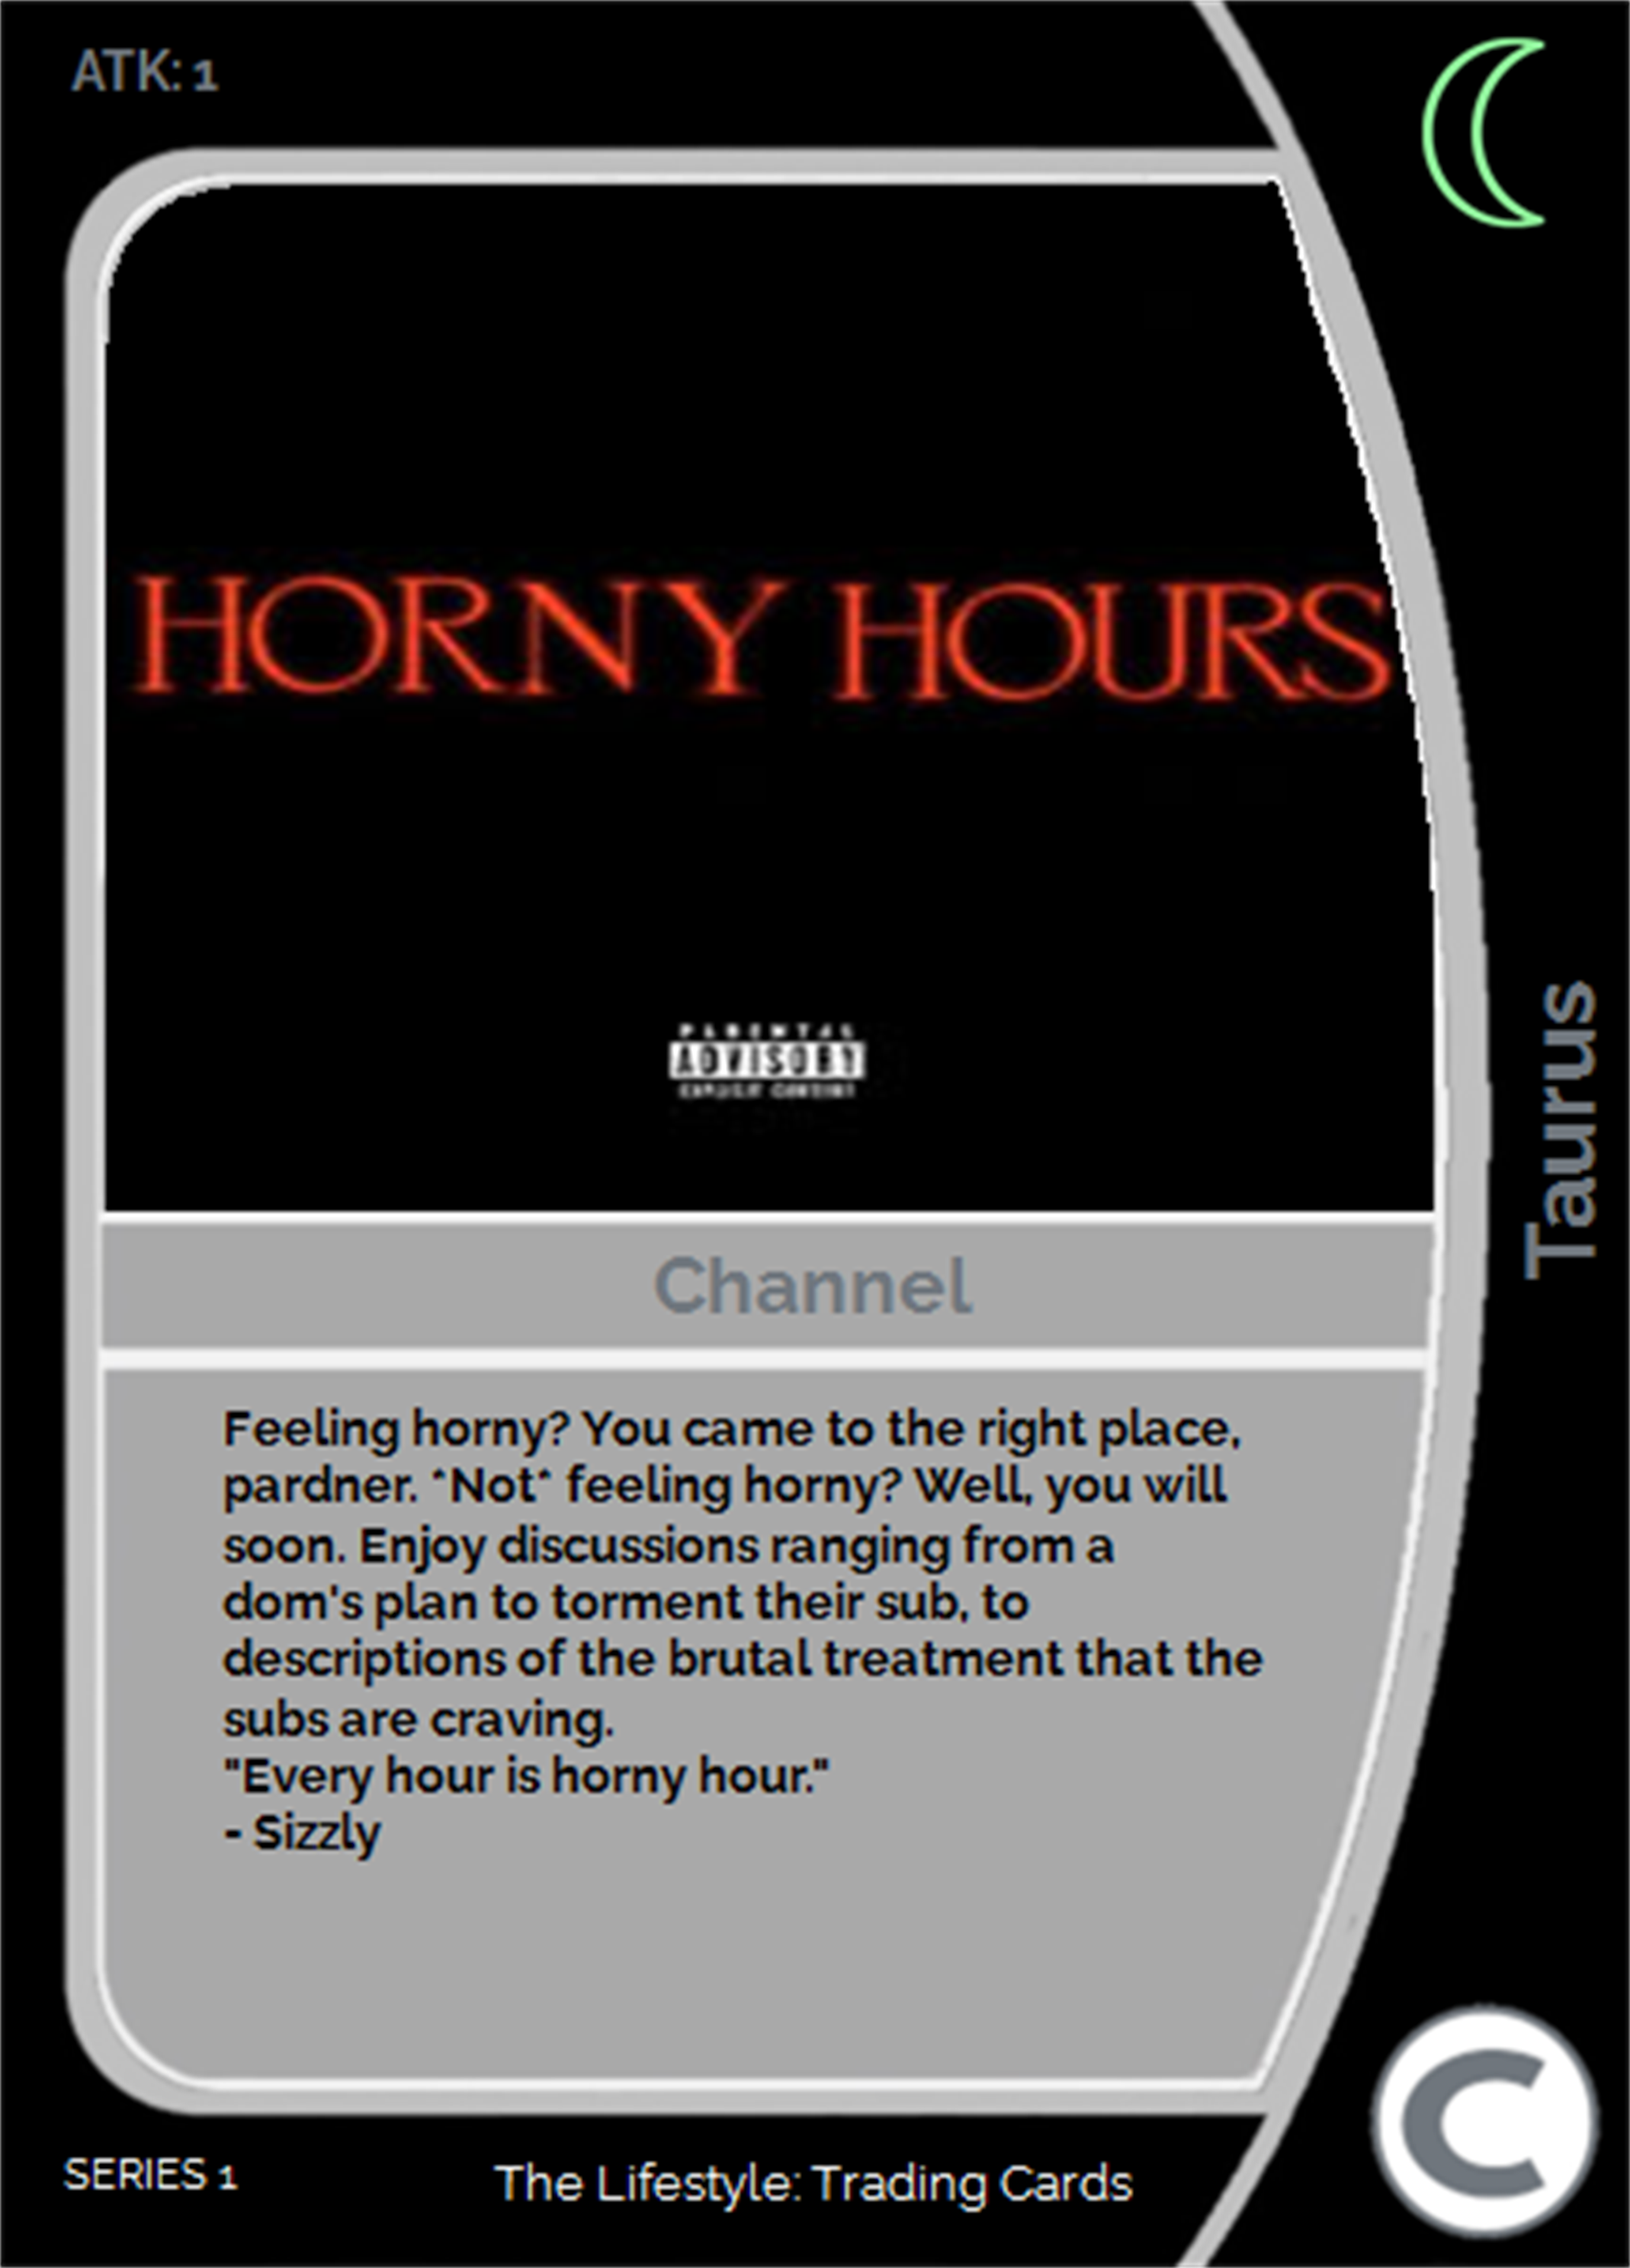 ATK: 1
HORNY HOURS
PARENTAL
ADVISORY
EXPLICIT CONTENT
Taurus
Channel
Feeling horny? You came to the right place,
pardner. *Not* feeling horny? Well, you will
soon. Enjoy discussions ranging from a
dom's plan to torment their sub, to
descriptions of the brutal treatment that the
subs are craving.
"Every hour is horny hour."
- Sizzly
C
SERIES 1
The Lifestyle: Trading Cards